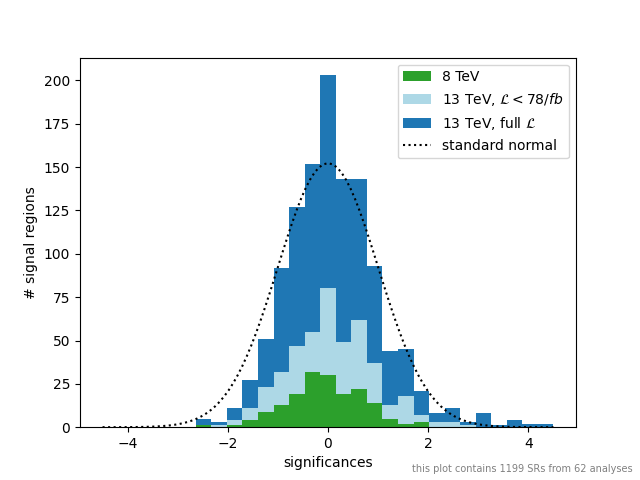 200
175
150
125
100
75
50
25
0
# signal regions
8 TeV
13 TeV, ℒ < 78/fb
13 TeV, full ℒ
standard normal
−4 −2 0 2 4
significances
this plot contains 1199 SRs from 62 analyses